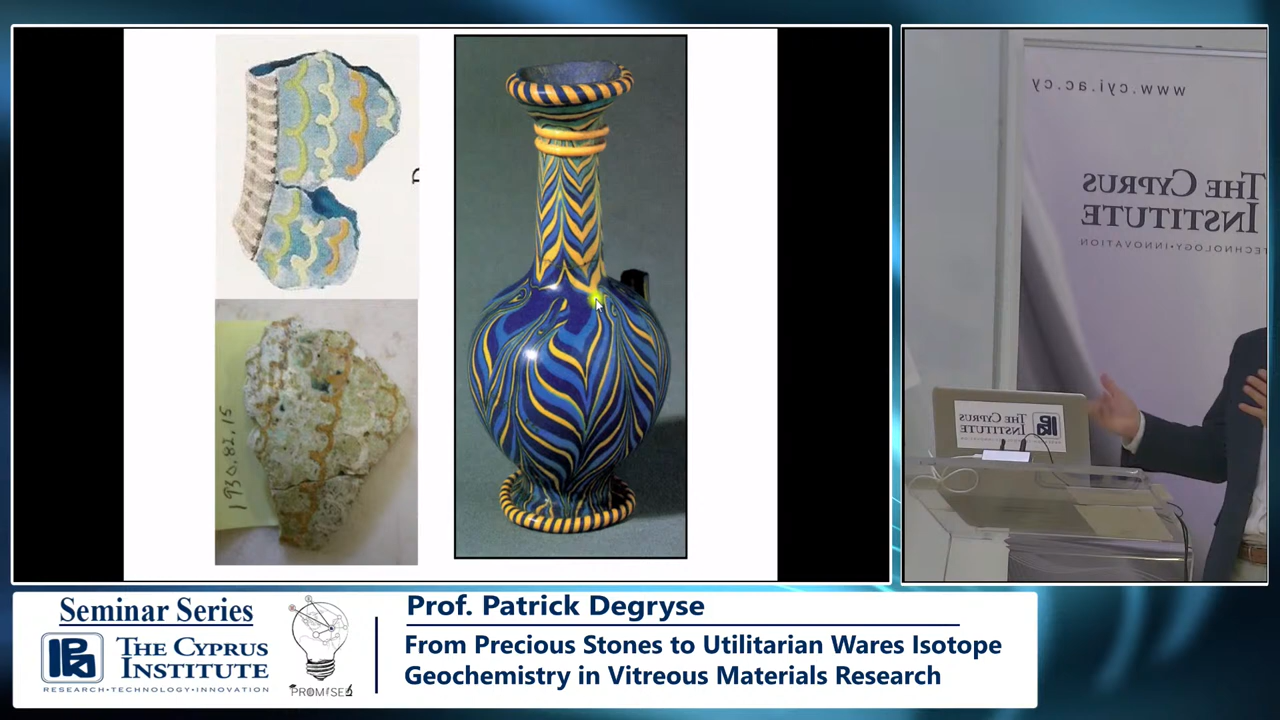 1930.82.15
www.cyi.ac.cy
THE CYPRUS
INSTITUTE
TECHNOLOGY•INNOVATION
THE CYPRUS
INSTITUTE
Seminar Series
THE CYPRUS
INSTITUTE
RESEARCH•TECHNOLOGY•INNOVATION
PROMISE
Prof. Patrick Degryse
From Precious Stones to Utilitarian Wares Isotope
Geochemistry in Vitreous Materials Research